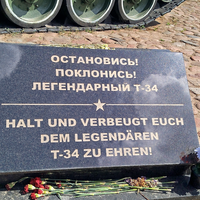 ОСТАНОВИСЬ!
ПОКЛОНИСЬ!
ЛЕГЕНДАРНЫЙ Т-34
HALT UND VERBEUGT EUCH
DEM LEGENDÄREN
T-34 ZU EHREN!